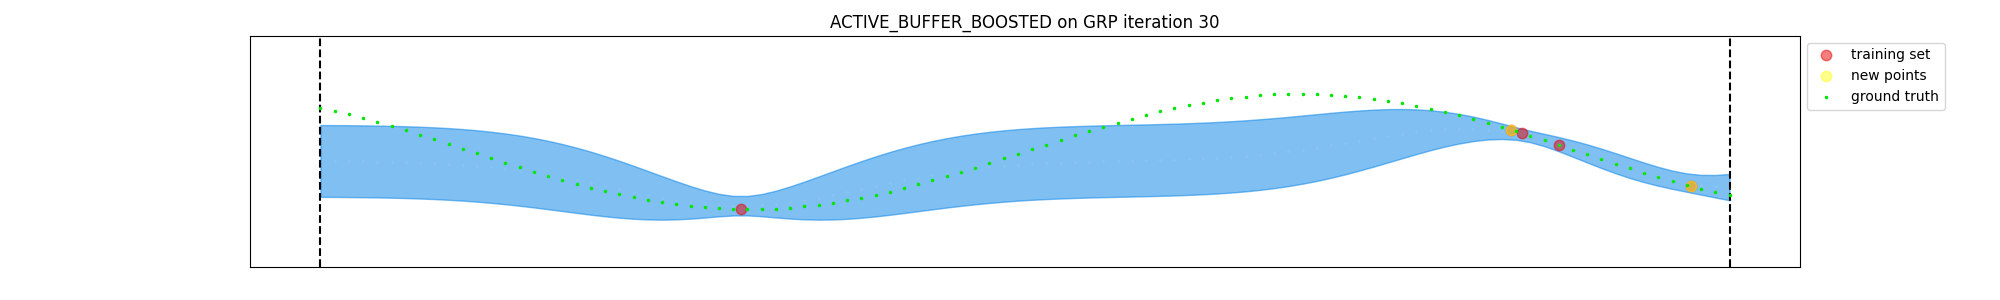 ACTIVE_BUFFER_BOOSTED on GRP iteration 30
training set
new points
ground truth